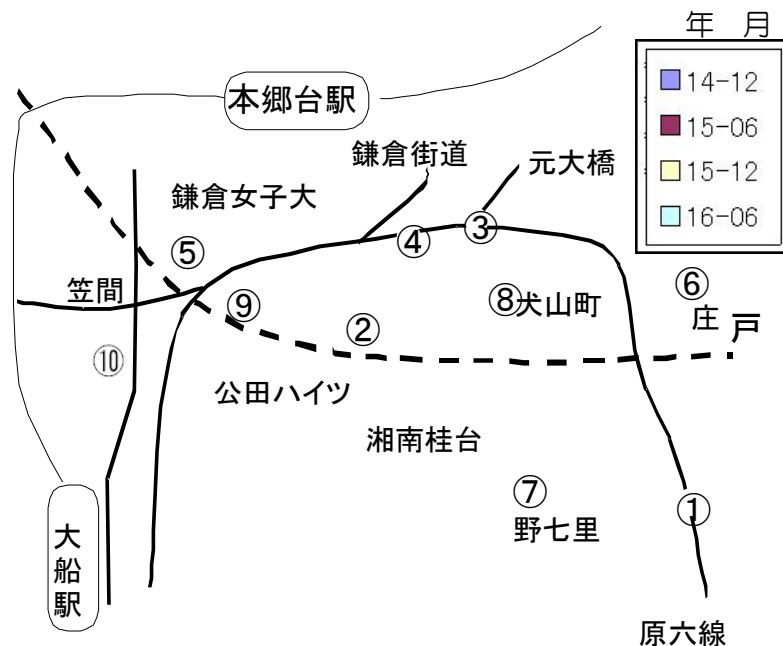 年 月
14-12
15-06
15-12
16-06
本郷台駅
鎌倉街道
元大橋
鎌倉女子大
③
④
⑤
⑥
笠間
⑨
⑧犬山町
庄戸
②
⑩
公田ハイツ
湘南桂台
⑦
野七里
①
大船駅
原六線